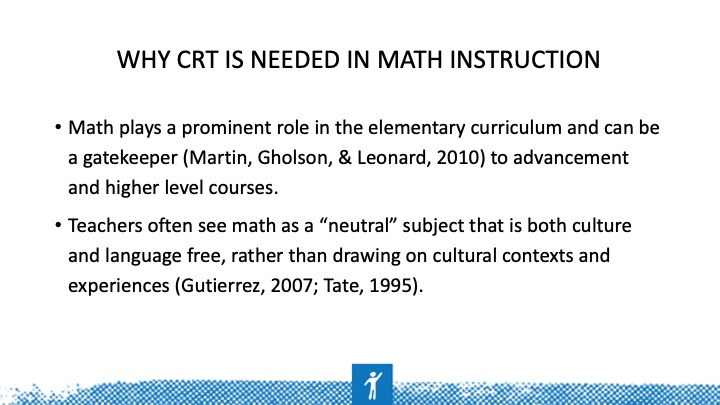 WHY CRT IS NEEDED IN MATH INSTRUCTION
• Math plays a prominent role in the elementary curriculum and can be
a gatekeeper (Martin, Gholson, & Leonard, 2010) to advancement
and higher level courses.
• Teachers often see math as a “neutral” subject that is both culture
and language free, rather than drawing on cultural contexts and
experiences (Gutierrez, 2007; Tate, 1995).